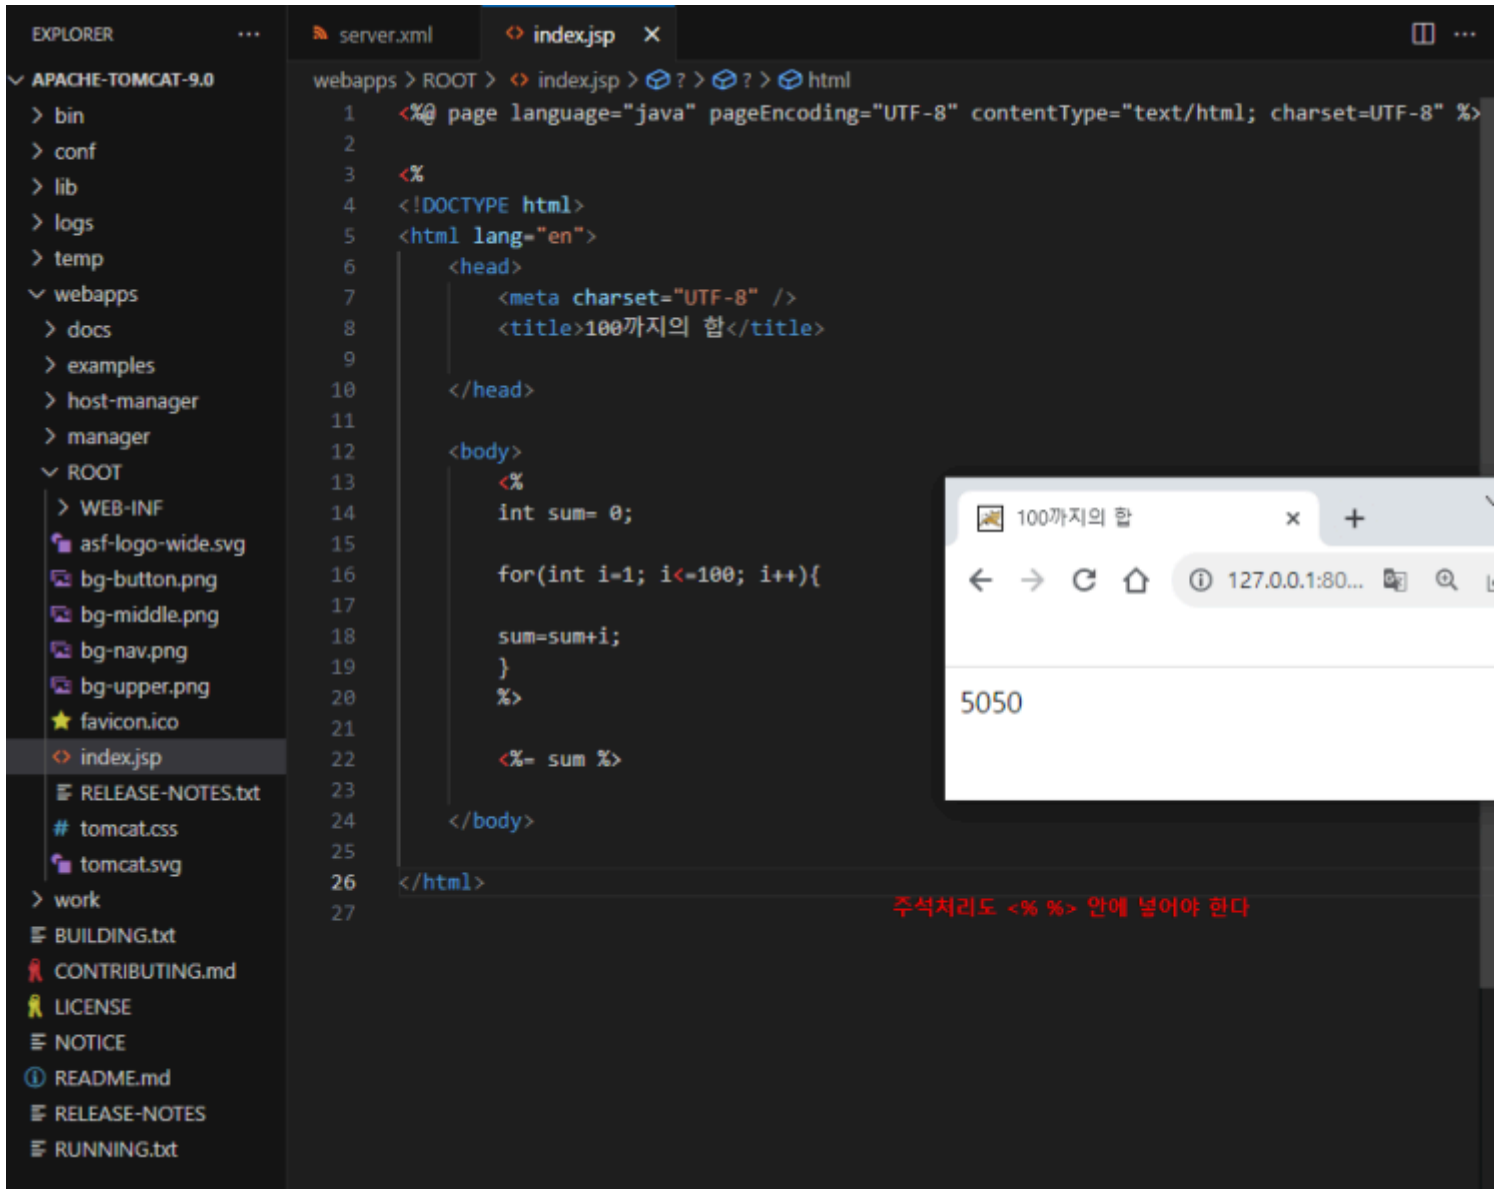 EXPLORER ···
APACHE-TOMCAT-9.0
bin
conf
lib
logs
temp
webapps
docs
examples
host-manager
manager
ROOT
WEB-INF
asf-logo-wide.svg
bg-button.png
bg-middle.png
bg-nav.png
bg-upper.png
favicon.ico
index.jsp
RELEASE-NOTES.txt
tomcat.css
tomcat.svg
work
BUILDING.txt
CONTRIBUTING.md
LICENSE
NOTICE
README.md
RELEASE-NOTES
RUNNING.txt
server.xml index.jsp
webapps > ROOT > index.jsp > ? > ? > html
1 <%@ page language="java" pageEncoding="UTF-8" contentType="text/html; charset=UTF-8" %>
2
3 <%
4 <!DOCTYPE html>
5 <html lang="en">
6 <head>
7 <meta charset="UTF-8" />
8 <title>100까지의 합</title>
9
10 </head>
11
12 <body>
13 <%
14 int sum= 0;
15
16 for(int i=1; i<=100; i++){
17
18 sum=sum+i;
19 }
20 %>
21
22 <%= sum %>
23
24 </body>
25
26 </html>
27
주석처리도 <% %> 안에 넣어야 한다
100까지의 합
127.0.0.1:80...
5050